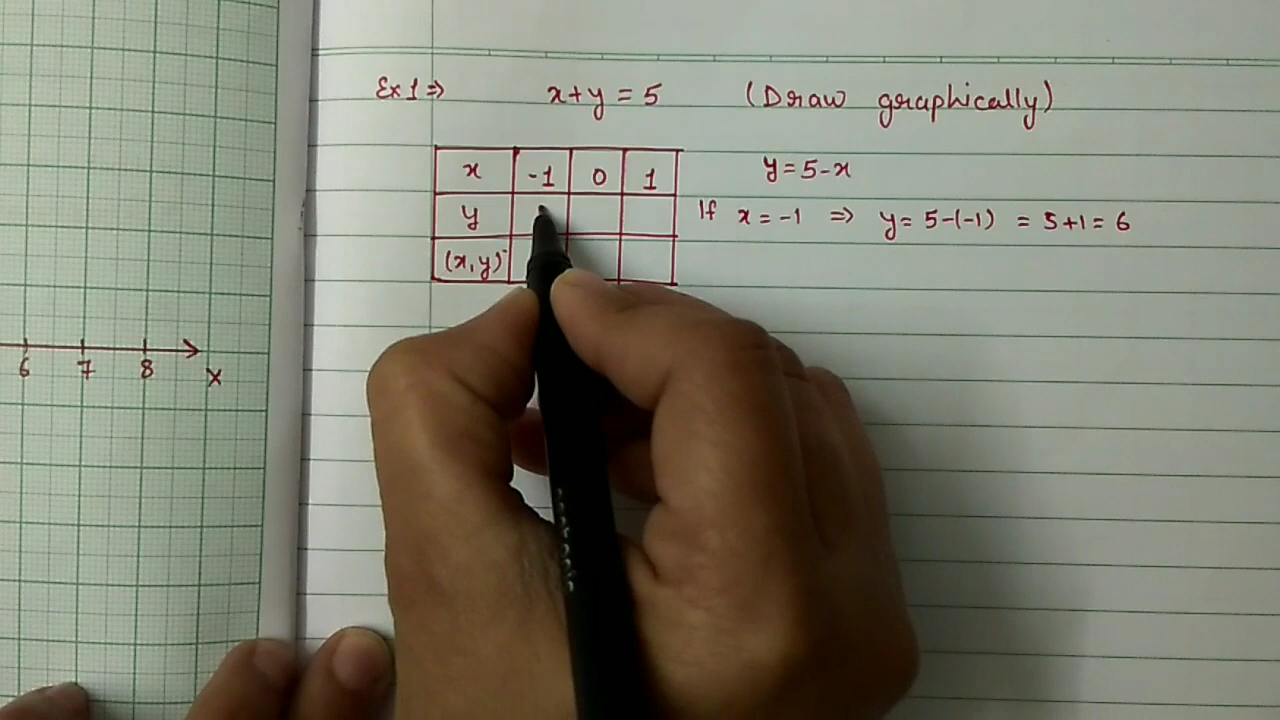 Ex 1 ⇒ x+y = 5 (Draw graphically)
x -1 0 1
y = 5-x
y
If x = -1 ⇒ y = 5-(-1) = 5+1 = 6
(x,y)
6 7 8 X